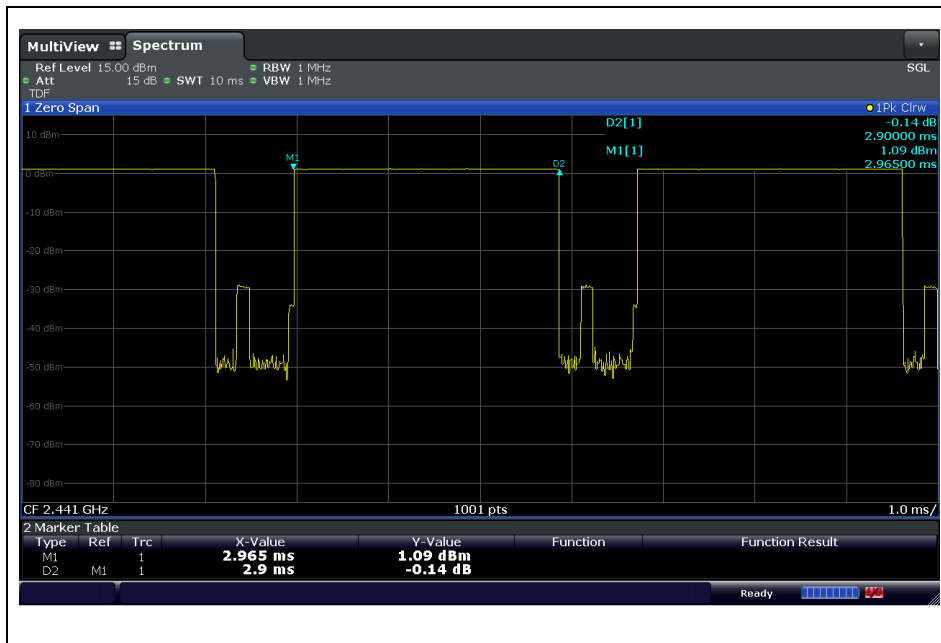 MultiView Spectrum
Ref Level 15.00 dBm RBW 1 MHz SGL
Att 15 dB SWT 10 ms VBW 1 MHz
TDF
1 Zero Span 1Pk Clrw
D2[1] -0.14 dB
10 dBm 2.90000 ms
M1[1] 1.09 dBm
M1 D2 2.96500 ms
0 dBm
-10 dBm
-20 dBm
-30 dBm
-40 dBm
-50 dBm
-60 dBm
-70 dBm
-80 dBm
CF 2.441 GHz 1001 pts 1.0 ms/
2 Marker Table
Type Ref Trc X-Value Y-Value Function Function Result
M1 1 2.965 ms 1.09 dBm
D2 M1 1 2.9 ms -0.14 dB
Ready